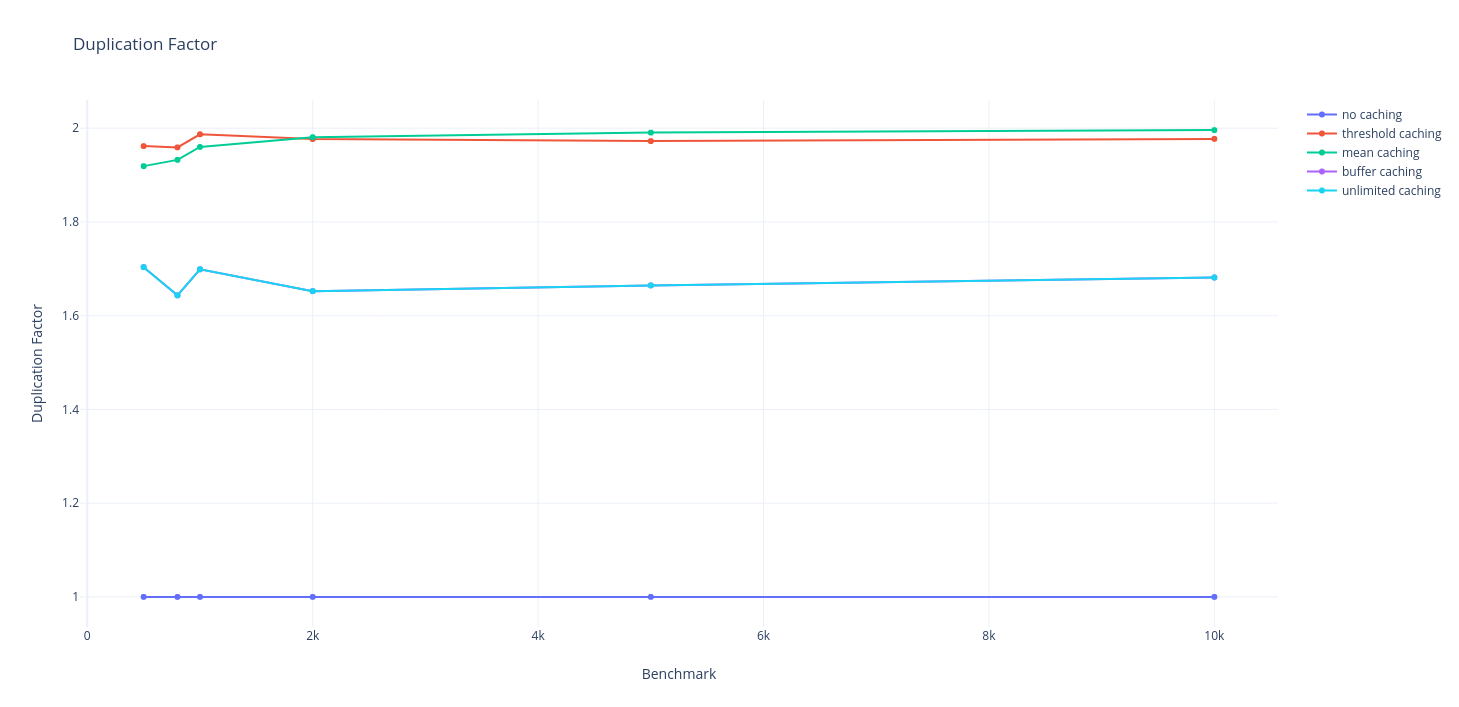 Duplication Factor
no caching
threshold caching
mean caching
buffer caching
unlimited caching
2
1.8
1.6
1.4
1.2
1
Duplication Factor
0
2k
4k
6k
8k
10k
Benchmark